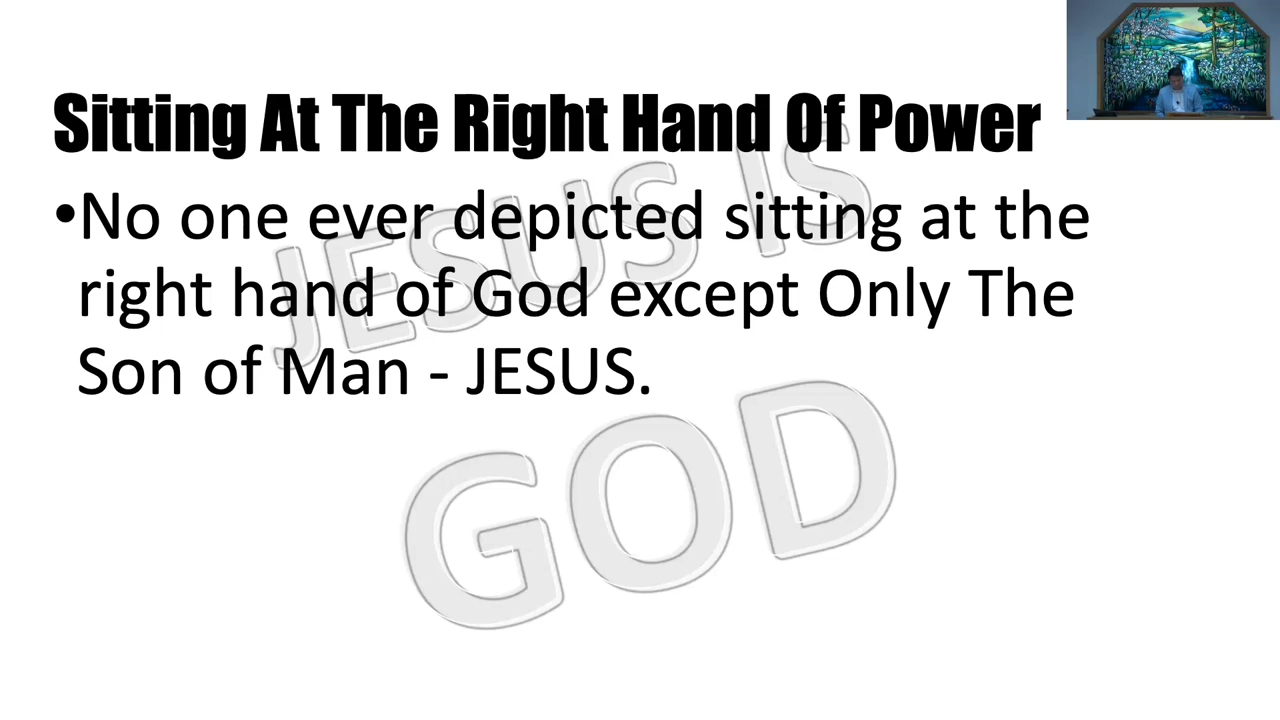 Sitting At The Right Hand Of Power
•No one ever depicted sitting at the
right hand of God except Only The
Son of Man - JESUS.
JESUS IS
GOD